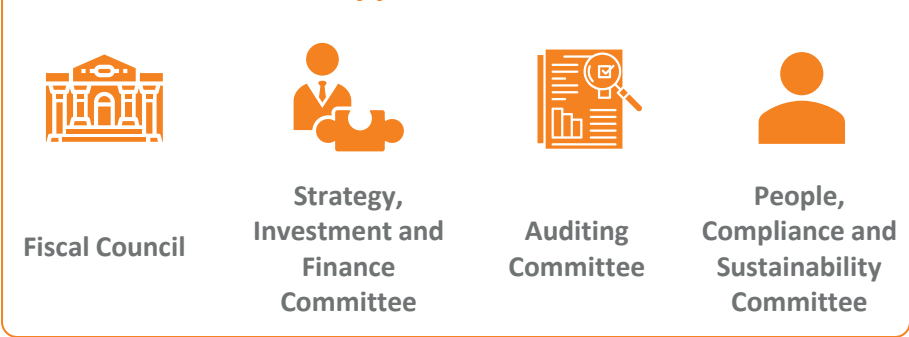 Fiscal Council
Strategy,
Investment and
Finance
Committee
Auditing
Committee
People,
Compliance and
Sustainability
Committee